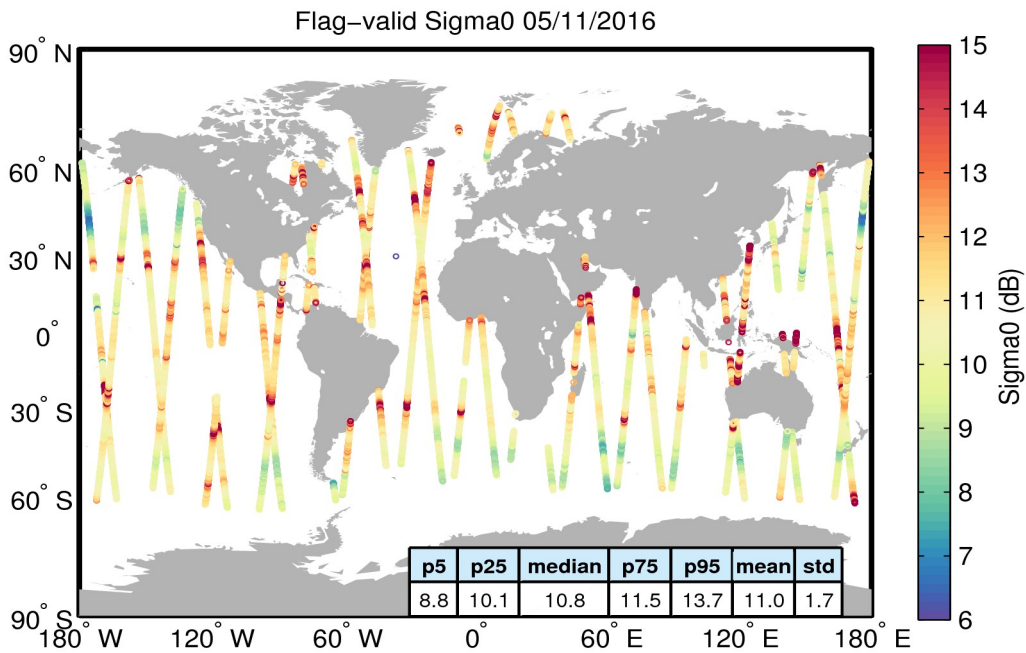 Flag-valid Sigma0 05/11/2016
90° N
60° N
30° N
0°
30° S
60° S
90° S
180° W 120° W 60° W 0° 60° E 120° E 180° E
p5 p25 median p75 p95 mean std
8.8 10.1 10.8 11.5 13.7 11.0 1.7
15
14
13
12
11
10
9
8
7
6
Sigma0 (dB)